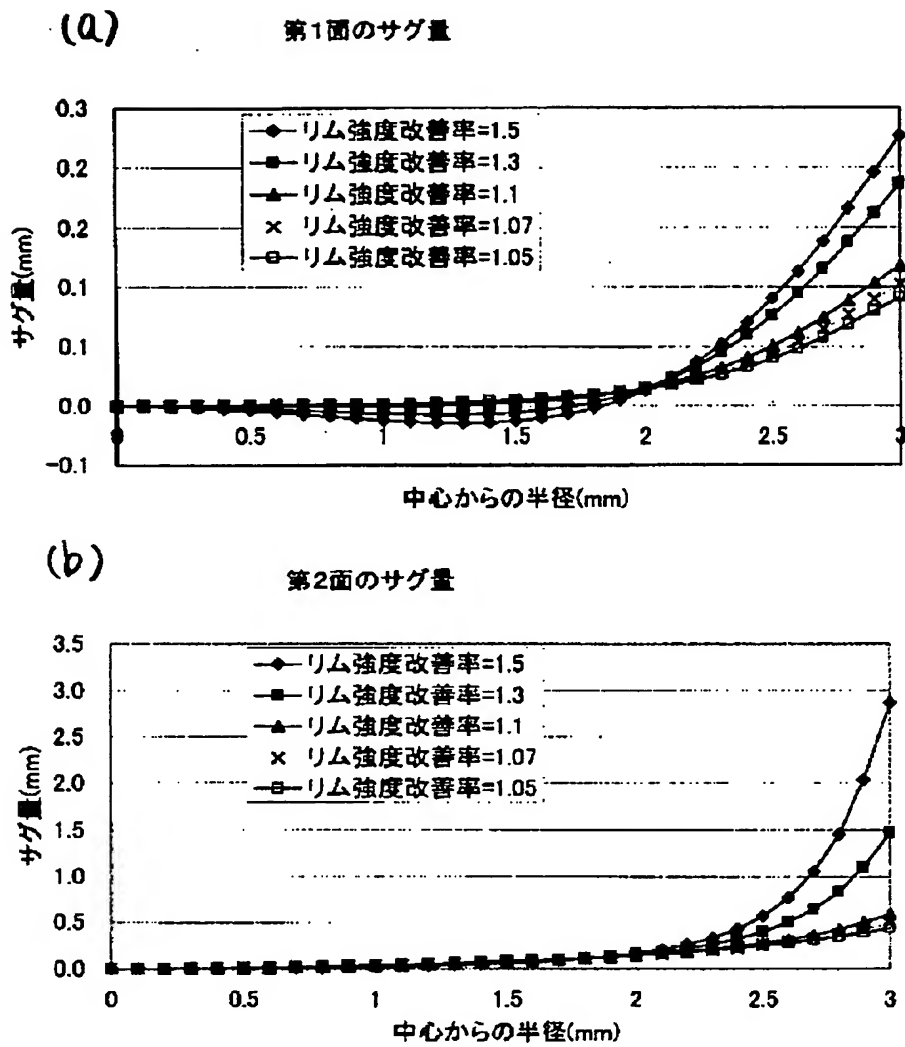 (a)
第1面のサグ量
サグ量(mm)
0.3
0.2
0.2
0.1
0.1
0.0
-0.1
リム強度改善率=1.5
リム強度改善率=1.3
リム強度改善率=1.1
リム強度改善率=1.07
リム強度改善率=1.05
0 0.5 1 1.5 2 2.5 3
中心からの半径(mm)
(b)
第2面のサグ量
サグ量(mm)
3.5
3.0
2.5
2.0
1.5
1.0
0.5
0.0
リム強度改善率=1.5
リム強度改善率=1.3
リム強度改善率=1.1
リム強度改善率=1.07
リム強度改善率=1.05
0 0.5 1 1.5 2 2.5 3
中心からの半径(mm)